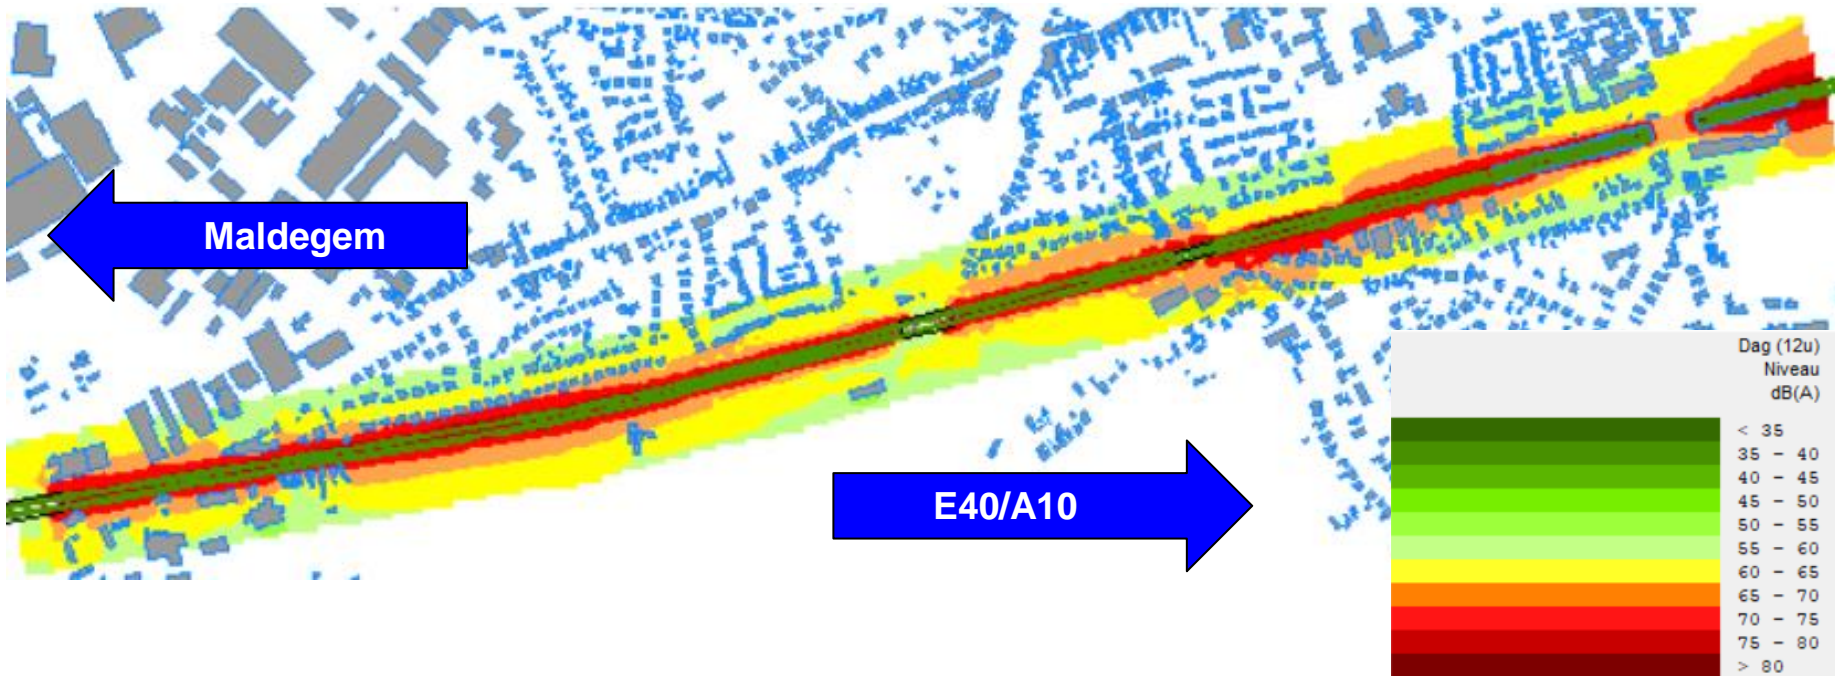 Maldegem
E40/A10
Dag (12u)
Niveau
dB(A)
< 35
35 - 40
40 - 45
45 - 50
50 - 55
55 - 60
60 - 65
65 - 70
70 - 75
75 - 80
> 80